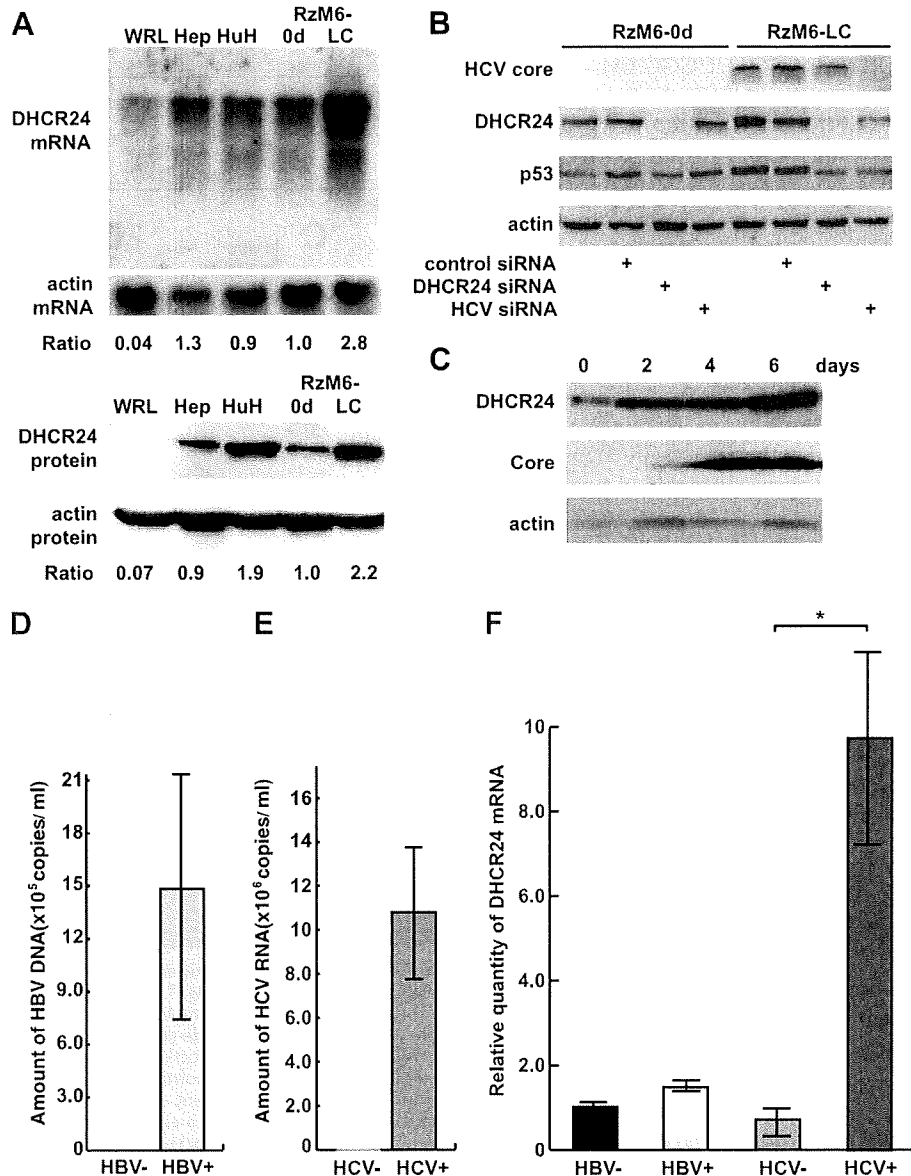 A
RzM6-
WRL Hep HuH 0d LC
DHCR24
mRNA
actin
mRNA
Ratio 0.04 1.3 0.9 1.0 2.8
RzM6-
WRL Hep HuH 0d LC
DHCR24
protein
actin
protein
Ratio 0.07 0.9 1.9 1.0 2.2
B
RzM6-0d RzM6-LC
HCV core
DHCR24
p53
actin
control siRNA + +
DHCR24 siRNA + +
HCV siRNA + +
C
0 2 4 6 days
DHCR24
Core
actin
D
Amount of HBV DNA(x10⁵copies/ ml)
21
18
15
12
9.0
6.0
3.0
0
HBV- HBV+
E
Amount of HCV RNA(x10⁶copies/ml)
16
14
12
10
8.0
6.0
4.0
2.0
0
HCV- HCV+
F
*
Relative quantity of DHCR24 mRNA
10
8.0
6.0
4.0
2.0
0
HBV- HBV+ HCV- HCV+